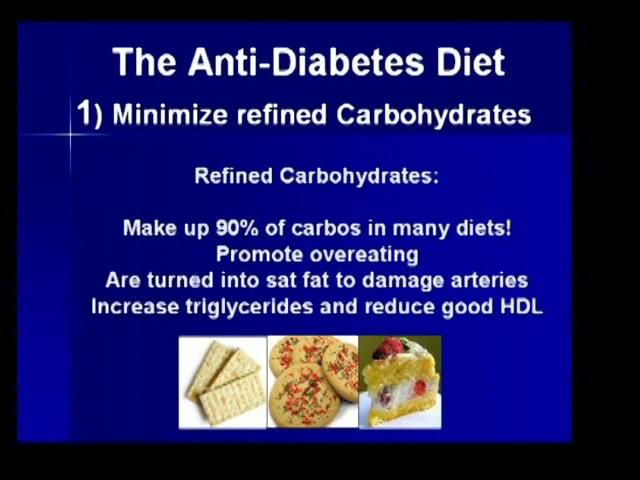 The Anti-Diabetes Diet
1) Minimize refined Carbohydrates
Refined Carbohydrates:
Make up 90% of carbos in many diets!
Promote overeating
Are turned into sat fat to damage arteries
Increase triglycerides and reduce good HDL